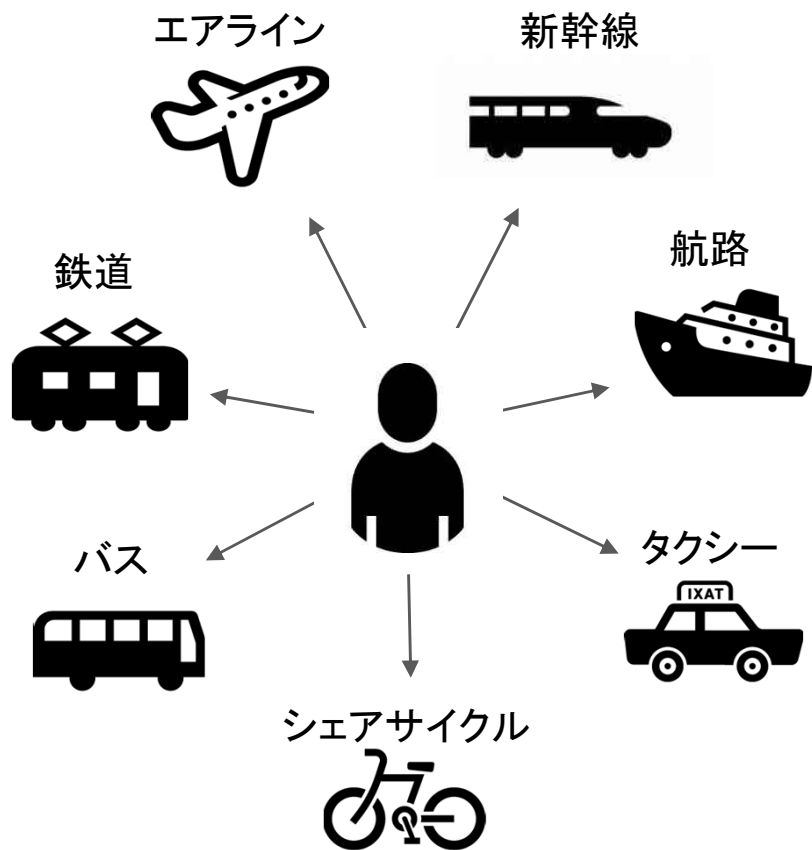 エアライン
新幹線
鉄道
航路
バス
タクシー
IXAT
シェアサイクル